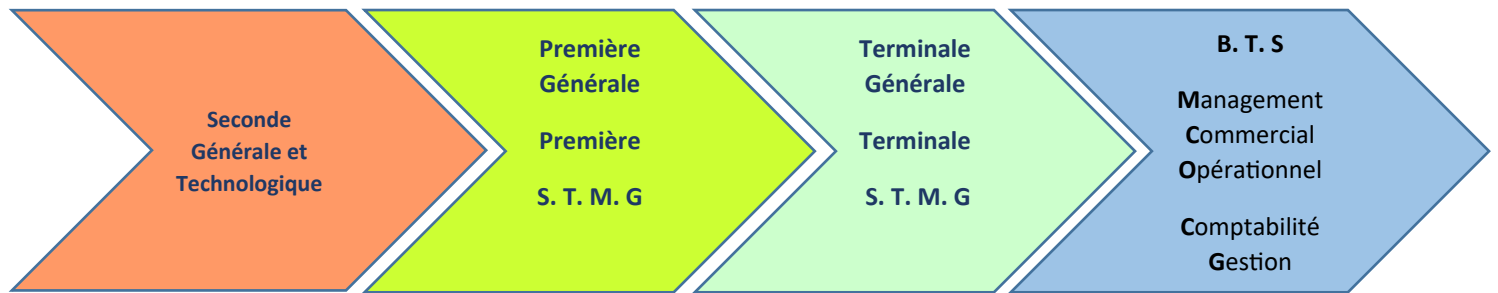 Seconde
Générale et
Technologique
Première
Générale
Première
S. T. M. G
Terminale
Générale
Terminale
S. T. M. G
B. T. S
Management
Commercial
Opérationnel
Comptabilité
Gestion